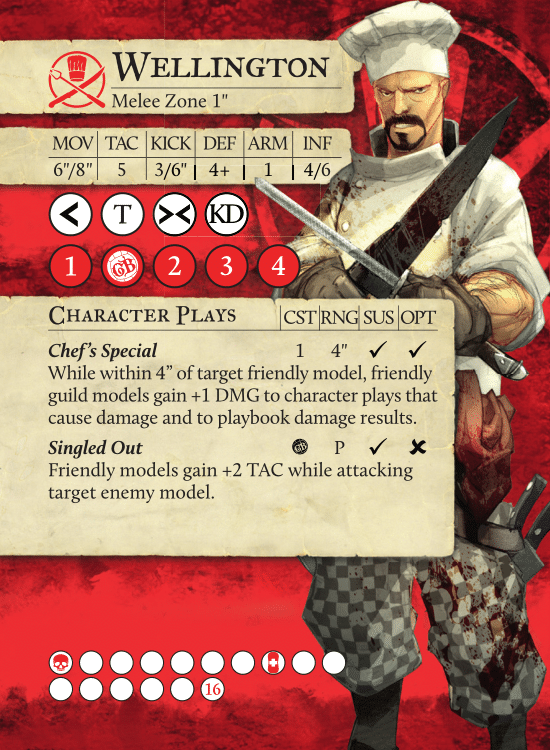 WELLINGTON
Melee Zone 1"
MOV TAC KICK DEF ARM INF
6"/8" 5 3/6" 4+ 1 4/6
< T >< KD
1 GB 2 3 4
CHARACTER PLAYS CST RNG SUS OPT
Chef's Special 1 4" ✓ ✓
While within 4” of target friendly model, friendly
guild models gain +1 DMG to character plays that
cause damage and to playbook damage results.
Singled Out GB P ✓ ✘
Friendly models gain +2 TAC while attacking
target enemy model.
16